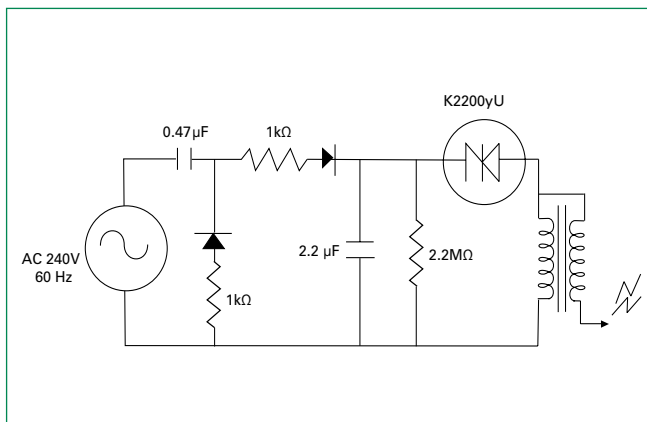 K2200yU
0.47µF
1kΩ
AC 240V
60 Hz
1kΩ
2.2 µF
2.2MΩ